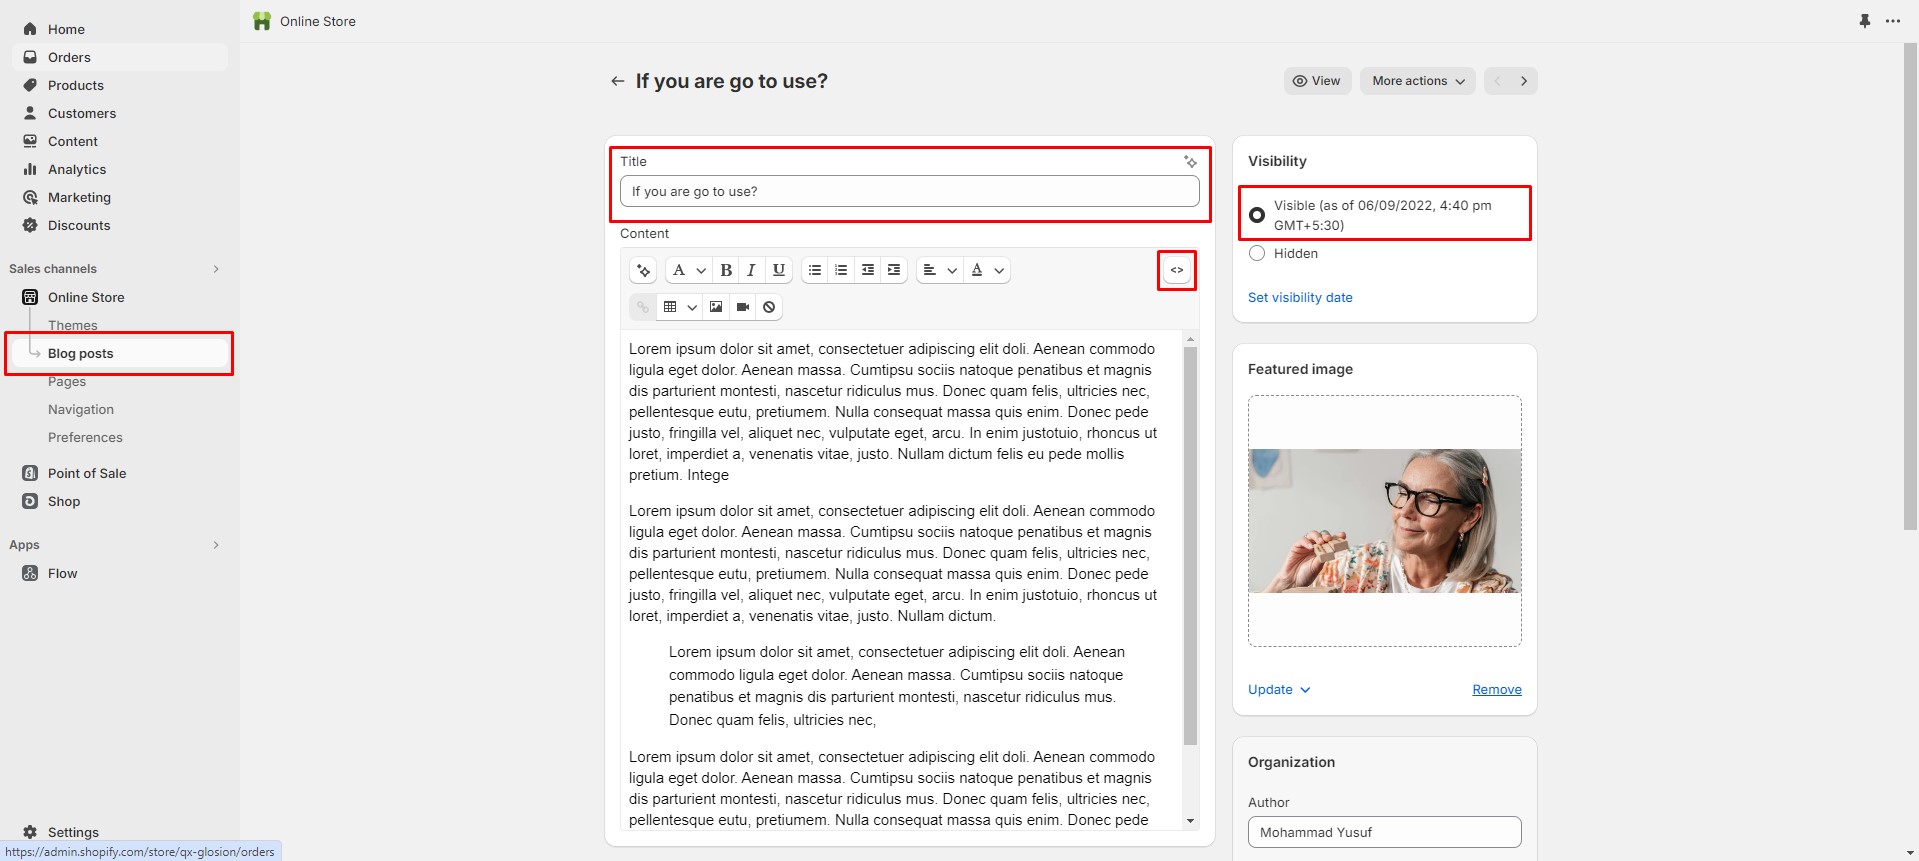 Home
Orders
Products
Customers
Content
Analytics
Marketing
Discounts
Sales channels
Online Store
Themes
Blog posts
Pages
Navigation
Preferences
Point of Sale
Shop
Apps
Flow
Settings
https://admin.shopify.com/store/qx-glosion/orders
Online Store
If you are go to use?
View
More actions
Title
If you are go to use?
Content
A B I U A <>
Lorem ipsum dolor sit amet, consectetuer adipiscing elit doli. Aenean commodo
ligula eget dolor. Aenean massa. Cumtipsu sociis natoque penatibus et magnis
dis parturient montesti, nascetur ridiculus mus. Donec quam felis, ultricies nec,
pellentesque eutu, pretiumem. Nulla consequat massa quis enim. Donec pede
justo, fringilla vel, aliquet nec, vulputate eget, arcu. In enim justotuio, rhoncus ut
loret, imperdiet a, venenatis vitae, justo. Nullam dictum felis eu pede mollis
pretium. Intege
Lorem ipsum dolor sit amet, consectetuer adipiscing elit doli. Aenean commodo
ligula eget dolor. Aenean massa. Cumtipsu sociis natoque penatibus et magnis
dis parturient montesti, nascetur ridiculus mus. Donec quam felis, ultricies nec,
pellentesque eutu, pretiumem. Nulla consequat massa quis enim. Donec pede
justo, fringilla vel, aliquet nec, vulputate eget, arcu. In enim justotuio, rhoncus ut
loret, imperdiet a, venenatis vitae, justo. Nullam dictum.
Lorem ipsum dolor sit amet, consectetuer adipiscing elit doli. Aenean
commodo ligula eget dolor. Aenean massa. Cumtipsu sociis natoque
penatibus et magnis dis parturient montesti, nascetur ridiculus mus.
Donec quam felis, ultricies nec,
Lorem ipsum dolor sit amet, consectetuer adipiscing elit doli. Aenean commodo
ligula eget dolor. Aenean massa. Cumtipsu sociis natoque penatibus et magnis
dis parturient montesti, nascetur ridiculus mus. Donec quam felis, ultricies nec,
pellentesque eutu, pretiumem. Nulla consequat massa quis enim. Donec pede
Visibility
Visible (as of 06/09/2022, 4:40 pm
GMT+5:30)
Hidden
Set visibility date
Featured image
Update
Remove
Organization
Author
Mohammad Yusuf